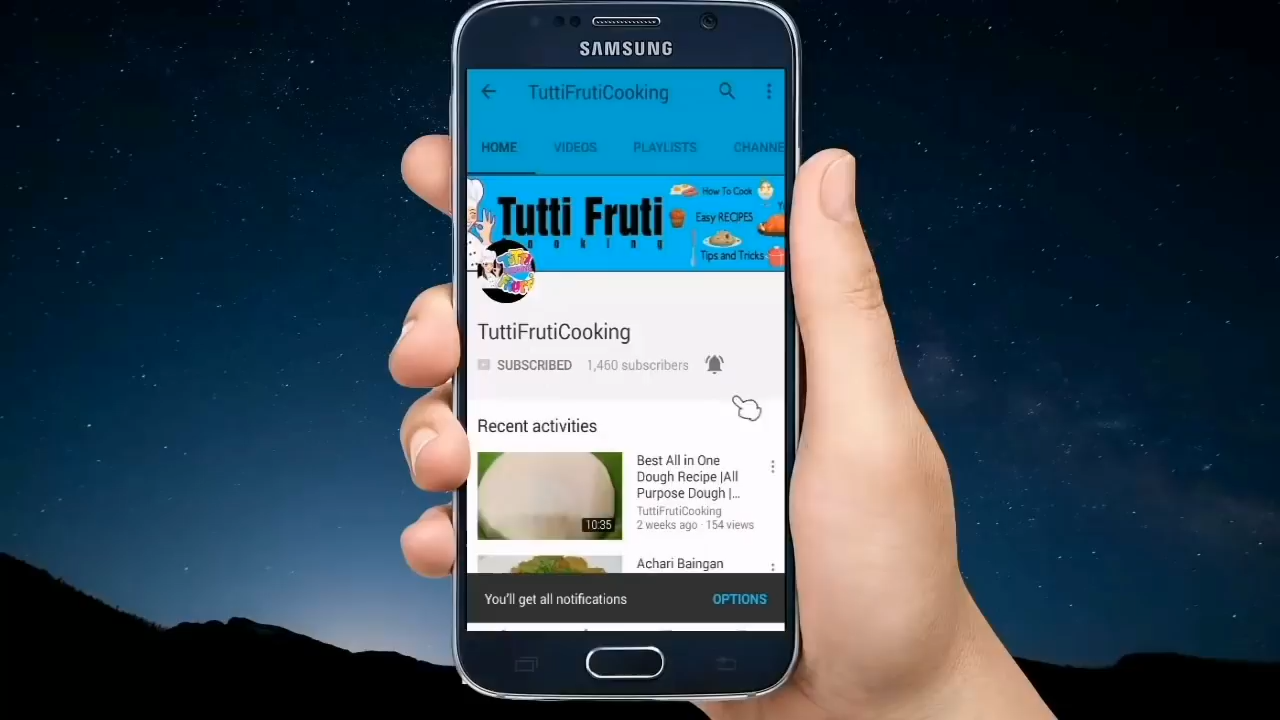 SAMSUNG
TuttiFrutiCooking
HOME VIDEOS PLAYLISTS CHANNE
Tutti Fruti
o k i n g
How To Cook
Easy RECIPES
Tips and Tricks
TuttiFrutiCooking
SUBSCRIBED 1,460 subscribers
Recent activities
Best All in One
Dough Recipe |All
Purpose Dough |...
TuttiFrutiCooking
2 weeks ago · 154 views
10:35
Achari Baingan
You'll get all notifications OPTIONS